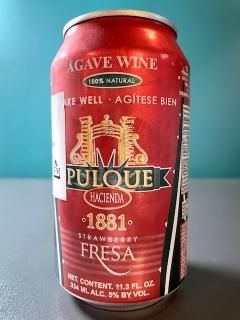 AGAVE WINE
100% NATURAL
AKE WELL · AGÍTESE BIEN
PULQUE
HACIENDA
·1881·
STRAWBERRY
FRESA
NET. CONTENT. 11.3 FL. OZ.
334 ML ALC. 5% BY VOL.